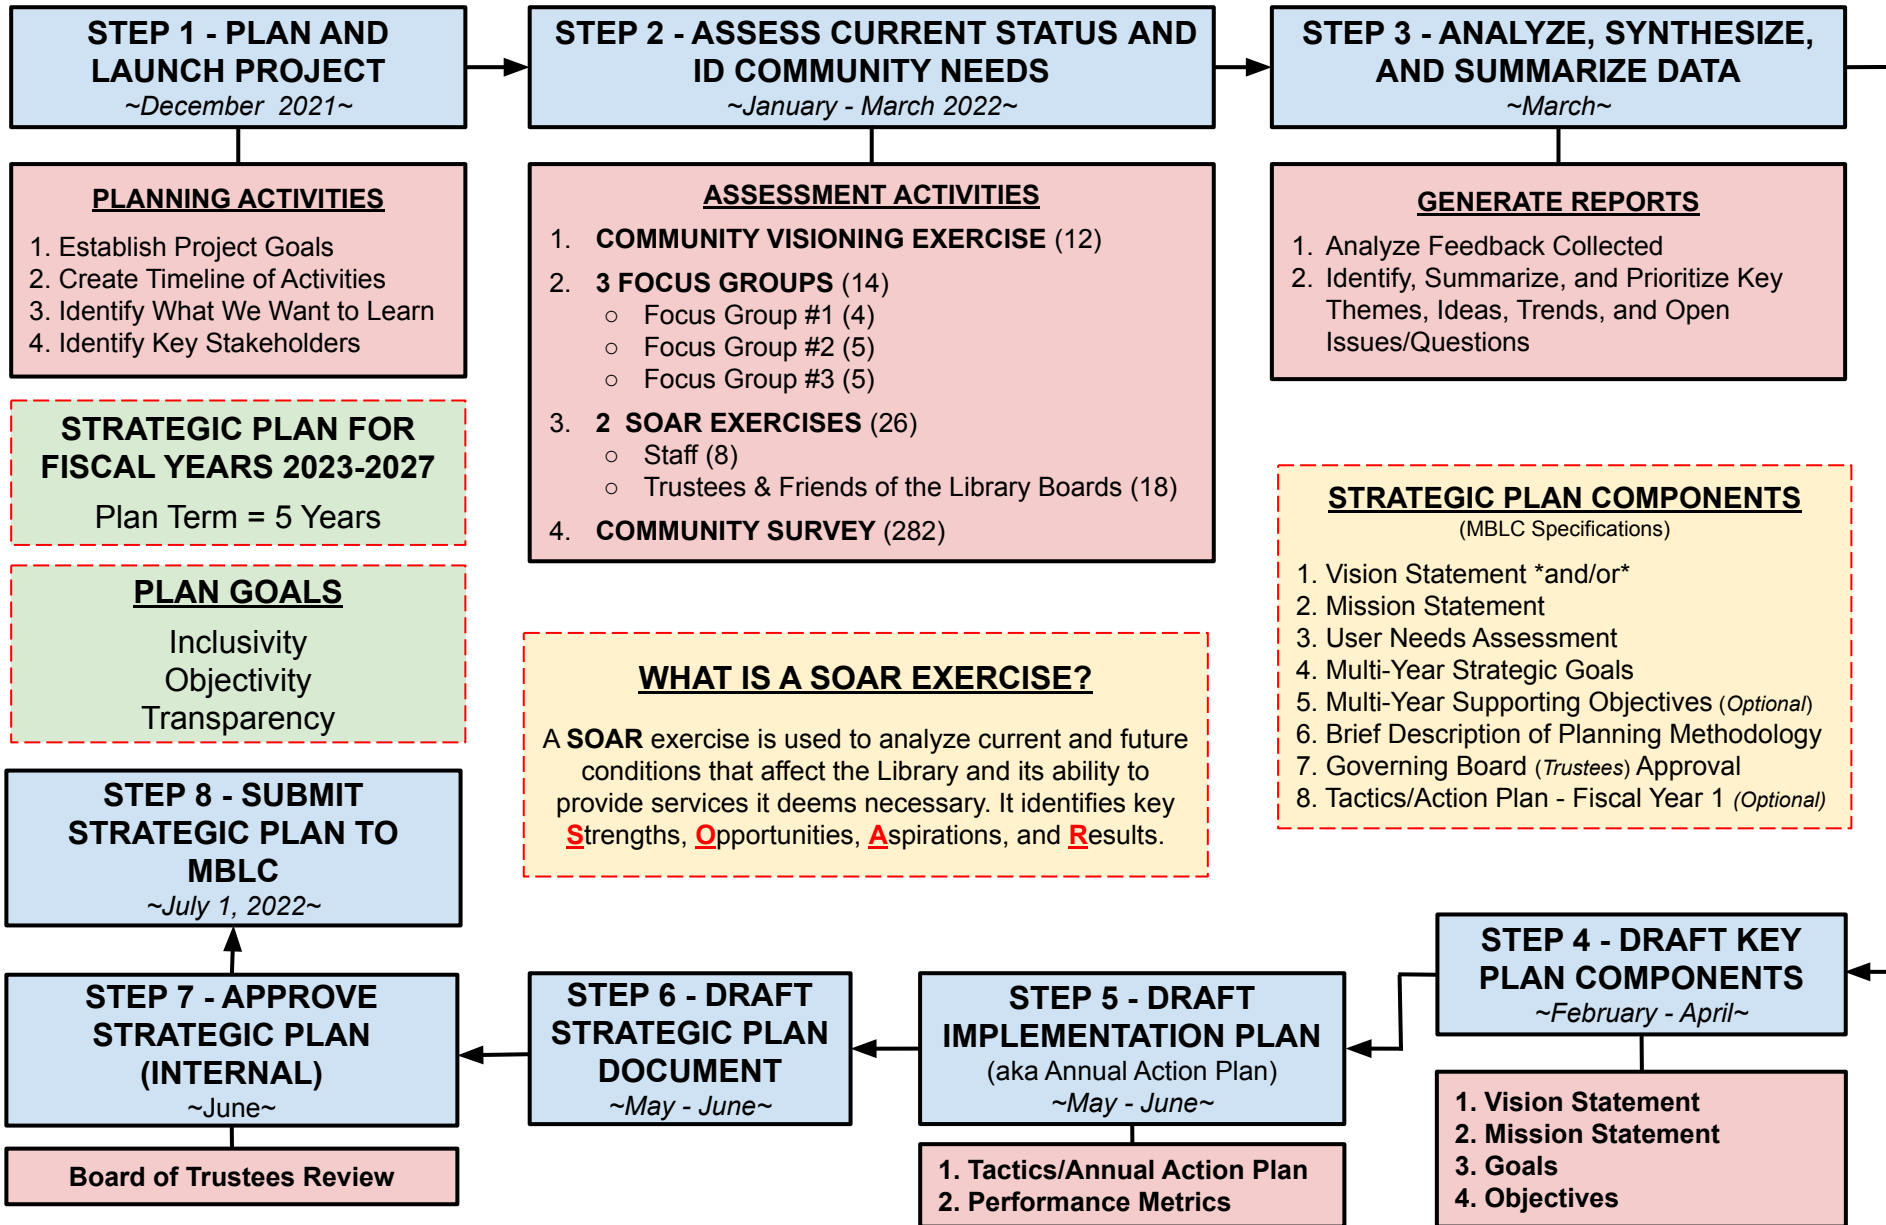 STEP 1 - PLAN AND
LAUNCH PROJECT
~December 2021~
PLANNING ACTIVITIES
1. Establish Project Goals
2. Create Timeline of Activities
3. Identify What We Want to Learn
4. Identify Key Stakeholders
STEP 2 - ASSESS CURRENT STATUS AND
ID COMMUNITY NEEDS
~January - March 2022~
ASSESSMENT ACTIVITIES
1. COMMUNITY VISIONING EXERCISE (12)
2. 3 FOCUS GROUPS (14)
○ Focus Group #1 (4)
○ Focus Group #2 (5)
○ Focus Group #3 (5)
3. 2 SOAR EXERCISES (26)
○ Staff (8)
○ Trustees & Friends of the Library Boards (18)
4. COMMUNITY SURVEY (282)
STEP 3 - ANALYZE, SYNTHESIZE,
AND SUMMARIZE DATA
~March~
GENERATE REPORTS
1. Analyze Feedback Collected
2. Identify, Summarize, and Prioritize Key
Themes, Ideas, Trends, and Open
Issues/Questions
STRATEGIC PLAN FOR
FISCAL YEARS 2023-2027
Plan Term = 5 Years
PLAN GOALS
Inclusivity
Objectivity
Transparency
WHAT IS A SOAR EXERCISE?
A SOAR exercise is used to analyze current and future
conditions that affect the Library and its ability to
provide services it deems necessary. It identifies key
Strengths, Opportunities, Aspirations, and Results.
STRATEGIC PLAN COMPONENTS
(MBLC Specifications)
1. Vision Statement *and/or*
2. Mission Statement
3. User Needs Assessment
4. Multi-Year Strategic Goals
5. Multi-Year Supporting Objectives (Optional)
6. Brief Description of Planning Methodology
7. Governing Board (Trustees) Approval
8. Tactics/Action Plan - Fiscal Year 1 (Optional)
STEP 4 - DRAFT KEY
PLAN COMPONENTS
~February - April~
1. Vision Statement
2. Mission Statement
3. Goals
4. Objectives
STEP 5 - DRAFT
IMPLEMENTATION PLAN
(aka Annual Action Plan)
~May - June~
1. Tactics/Annual Action Plan
2. Performance Metrics
STEP 6 - DRAFT
STRATEGIC PLAN
DOCUMENT
~May - June~
STEP 7 - APPROVE
STRATEGIC PLAN
(INTERNAL)
~June~
Board of Trustees Review
STEP 8 - SUBMIT
STRATEGIC PLAN TO
MBLC
~July 1, 2022~